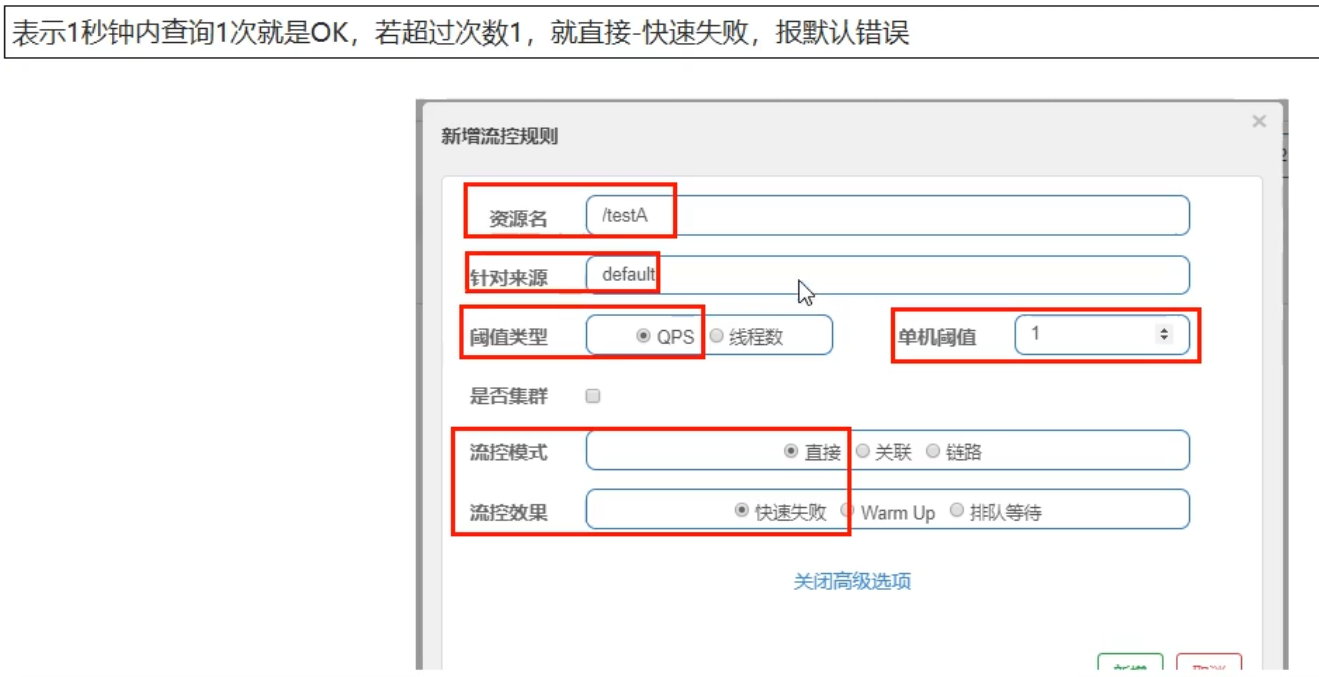 表示1秒钟内查询1次就是OK，若超过次数1，就直接-快速失败，报默认错误
新增流控规则 ×
资源名 /testA
针对来源 default
阈值类型 QPS 线程数 单机阈值 1
是否集群
流控模式 直接 关联 链路
流控效果 快速失败 Warm Up 排队等待
关闭高级选项
新增 取消